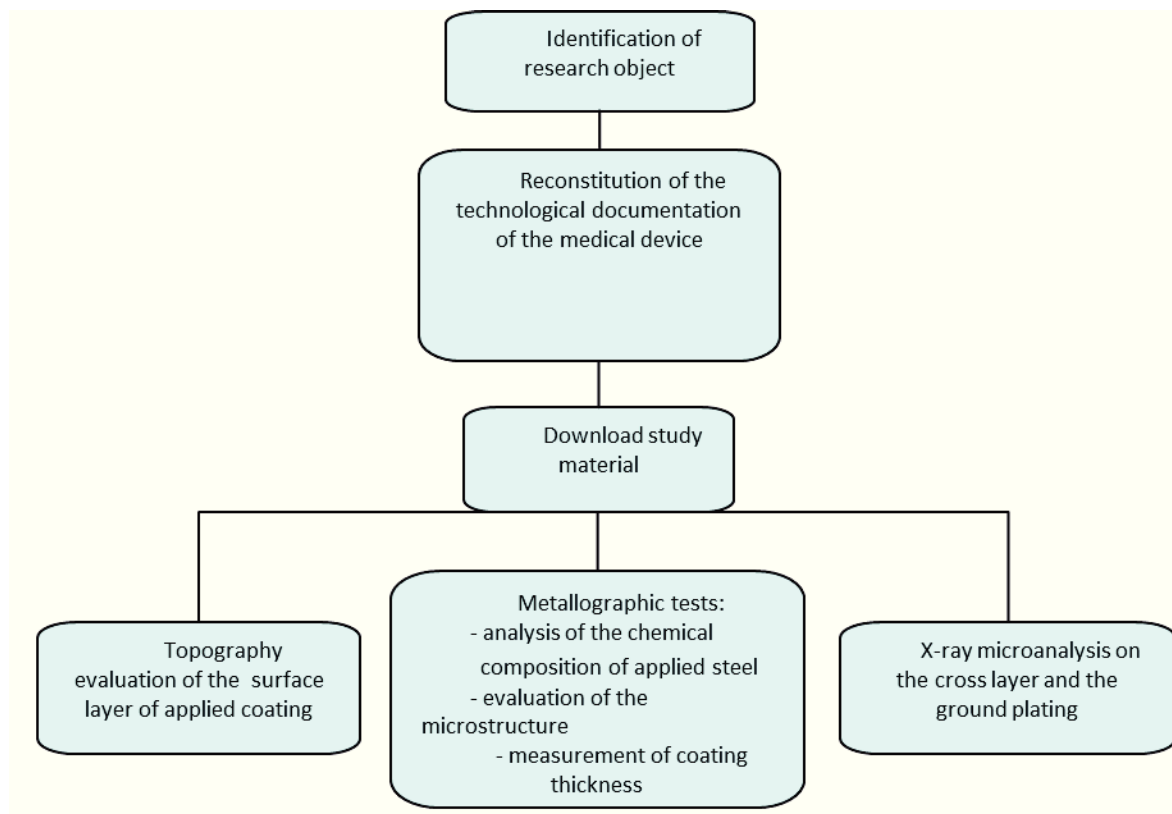 Identification of
research object
Reconstitution of the
technological documentation
of the medical device
Download study
material
Topography
evaluation of the surface
layer of applied coating
Metallographic tests:
- analysis of the chemical
composition of applied steel
- evaluation of the
microstructure
- measurement of coating
thickness
X-ray microanalysis on
the cross layer and the
ground plating